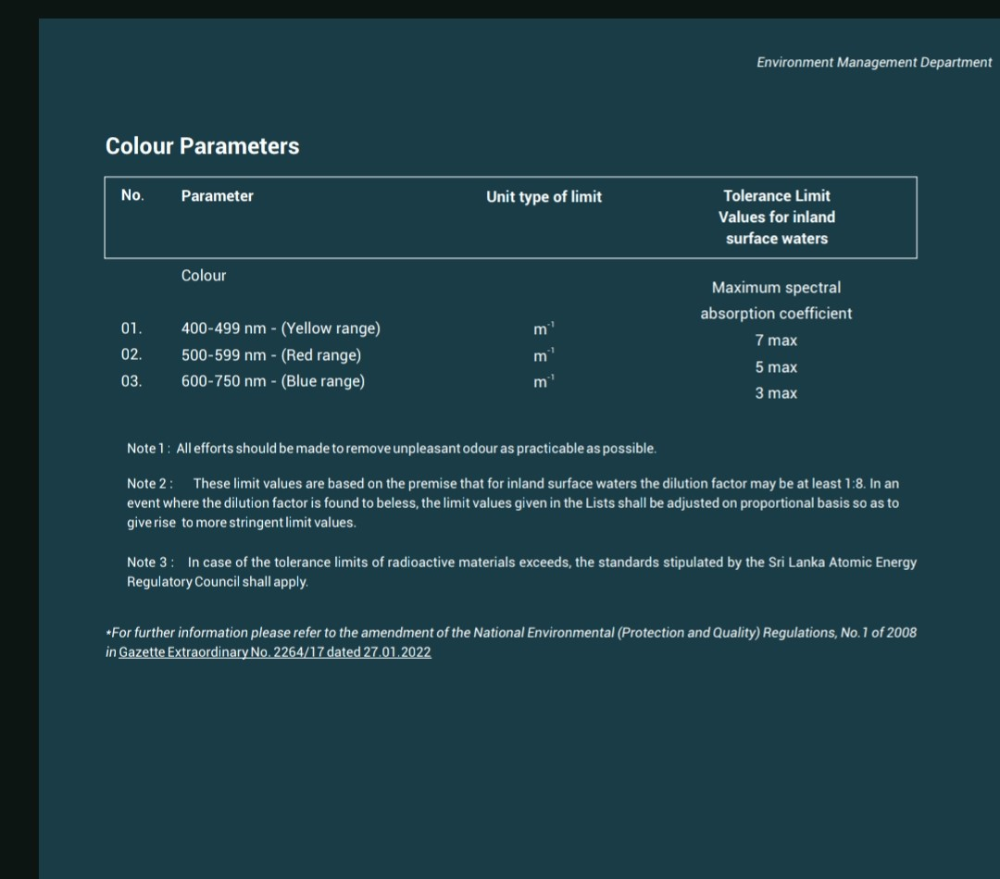 Environment Management Department
Colour Parameters
No. Parameter Unit type of limit Tolerance Limit
Values for inland
surface waters
Colour
Maximum spectral
absorption coefficient
01. 400-499 nm - (Yellow range) m⁻¹ 7 max
02. 500-599 nm - (Red range) m⁻¹ 5 max
03. 600-750 nm - (Blue range) m⁻¹ 3 max
Note 1 : All efforts should be made to remove unpleasant odour as practicable as possible.
Note 2 : These limit values are based on the premise that for inland surface waters the dilution factor may be at least 1:8. In an
event where the dilution factor is found to beless, the limit values given in the Lists shall be adjusted on proportional basis so as to
give rise to more stringent limit values.
Note 3 : In case of the tolerance limits of radioactive materials exceeds, the standards stipulated by the Sri Lanka Atomic Energy
Regulatory Council shall apply.
*For further information please refer to the amendment of the National Environmental (Protection and Quality) Regulations, No.1 of 2008
in Gazette Extraordinary No. 2264/17 dated 27.01.2022